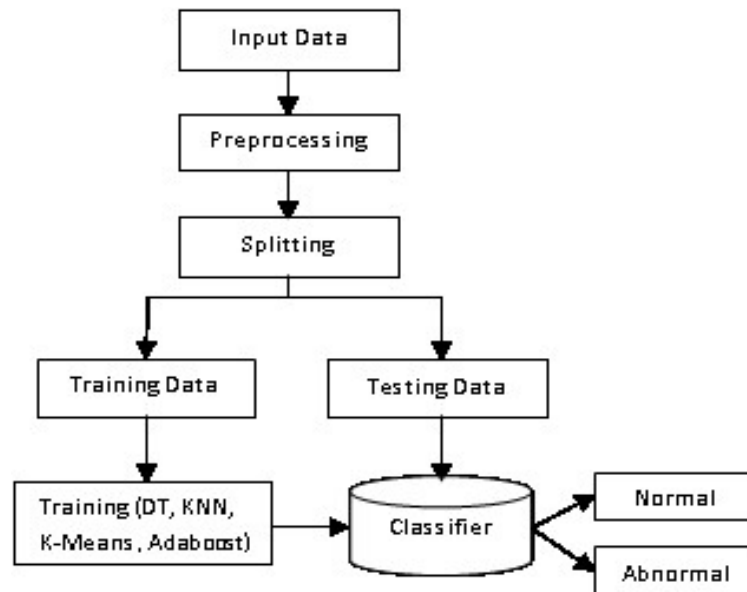 Input Data
Preprocessing
Splitting
Training Data
Testing Data
Training (DT, KNN,
K-Means, Adaboost)
Classifier
Normal
Abnormal